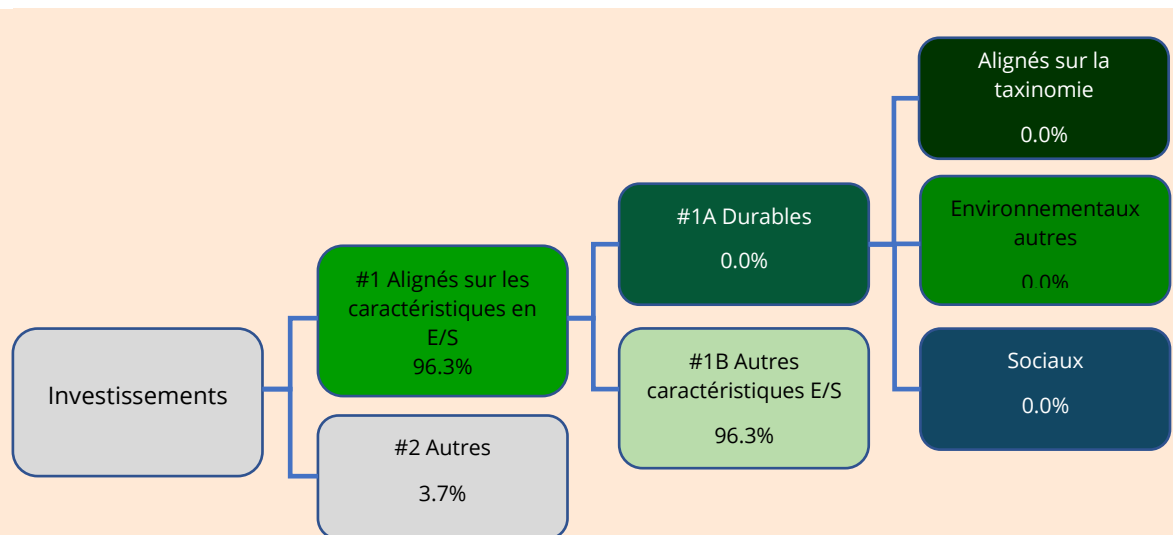 Investissements
#1 Alignés sur les
caractéristiques en
E/S
96.3%
#2 Autres
3.7%
#1A Durables
0.0%
#1B Autres
caractéristiques E/S
96.3%
Alignés sur la
taxinomie
0.0%
Environnementaux
autres
0.0%
Sociaux
0.0%